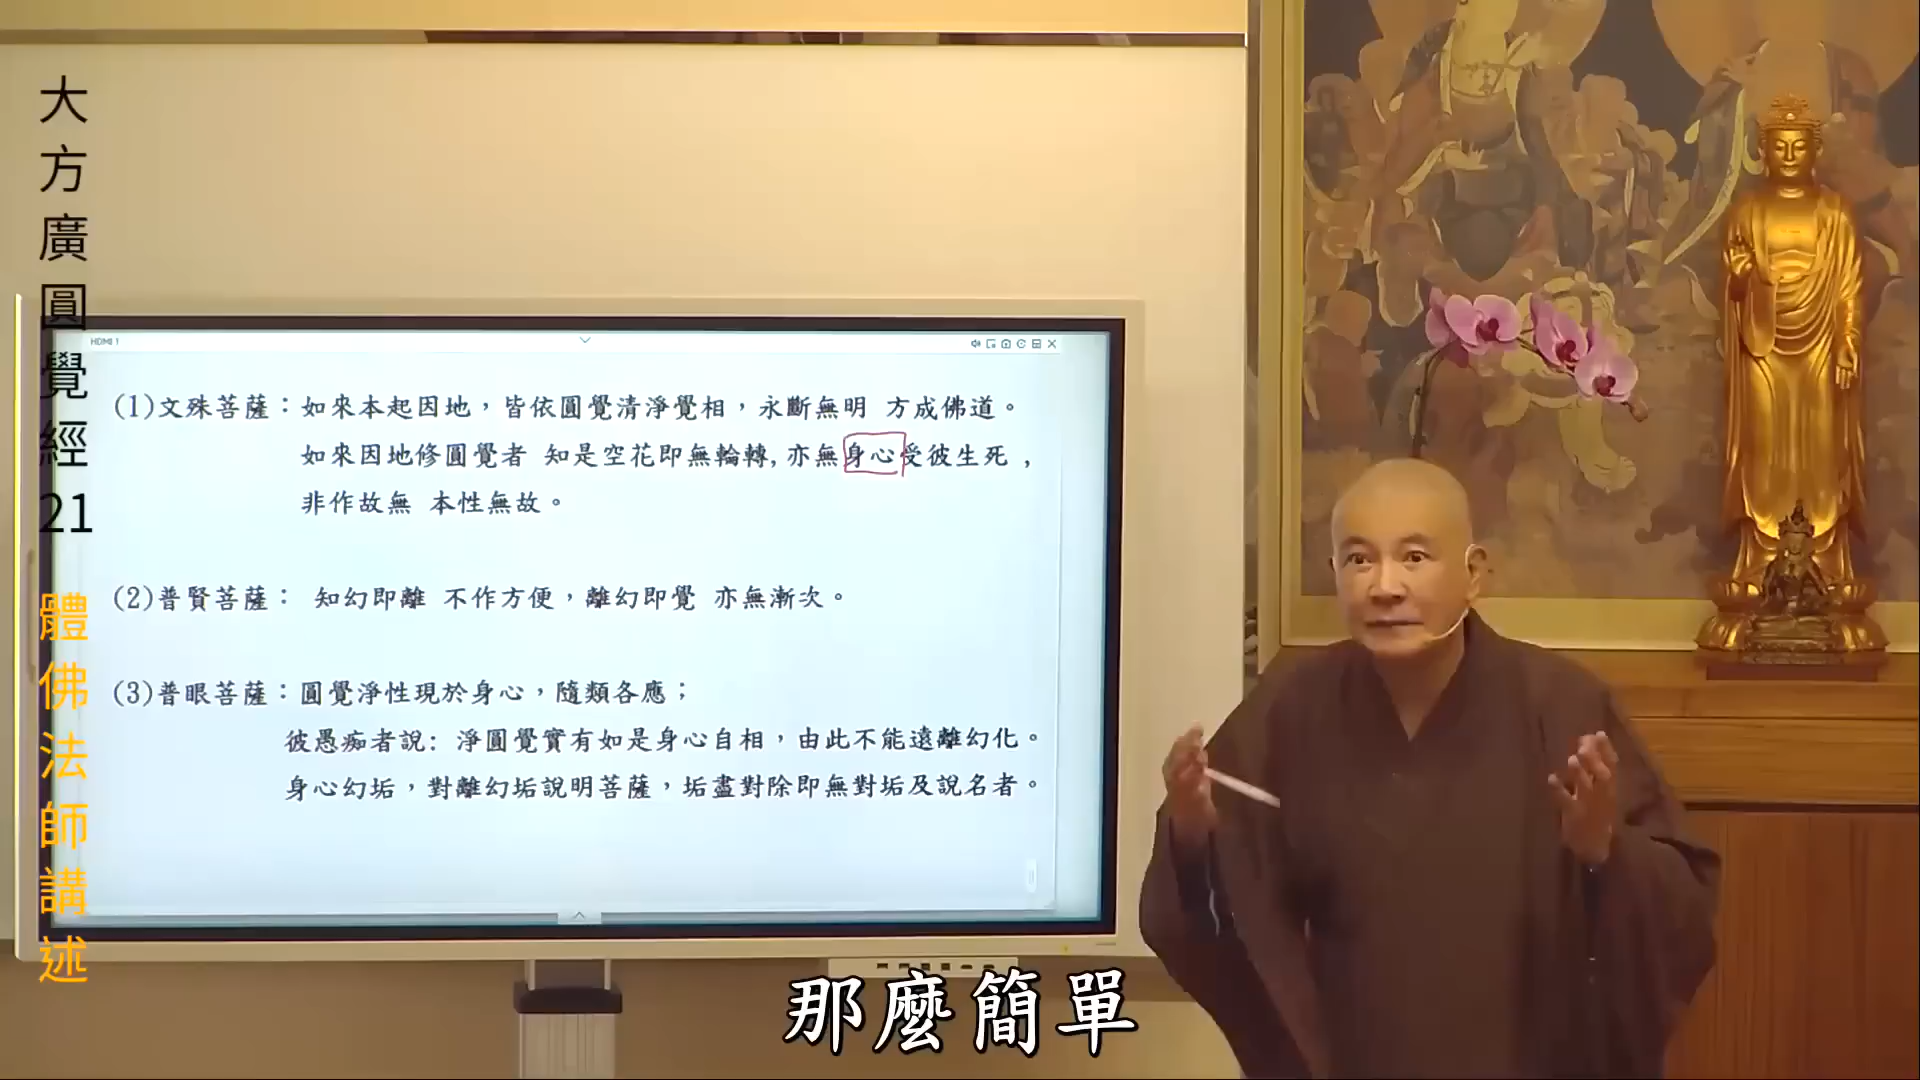 大方廣圓覺經21 體佛法師講述
HDMI 1
(1)文殊菩薩：如來本起因地，皆依圓覺清淨覺相，永斷無明 方成佛道。
如來因地修圓覺者 知是空花即無輪轉,亦無身心受彼生死，
非作故無 本性無故。
(2)普賢菩薩： 知幻即離 不作方便，離幻即覺 亦無漸次。
(3)普眼菩薩：圓覺淨性現於身心，隨類各應；
彼愚痴者說: 淨圓覺實有如是身心自相，由此不能遠離幻化。
身心幻垢，對離幻垢說明菩薩，垢盡對除即無對垢及說名者。
那麼簡單